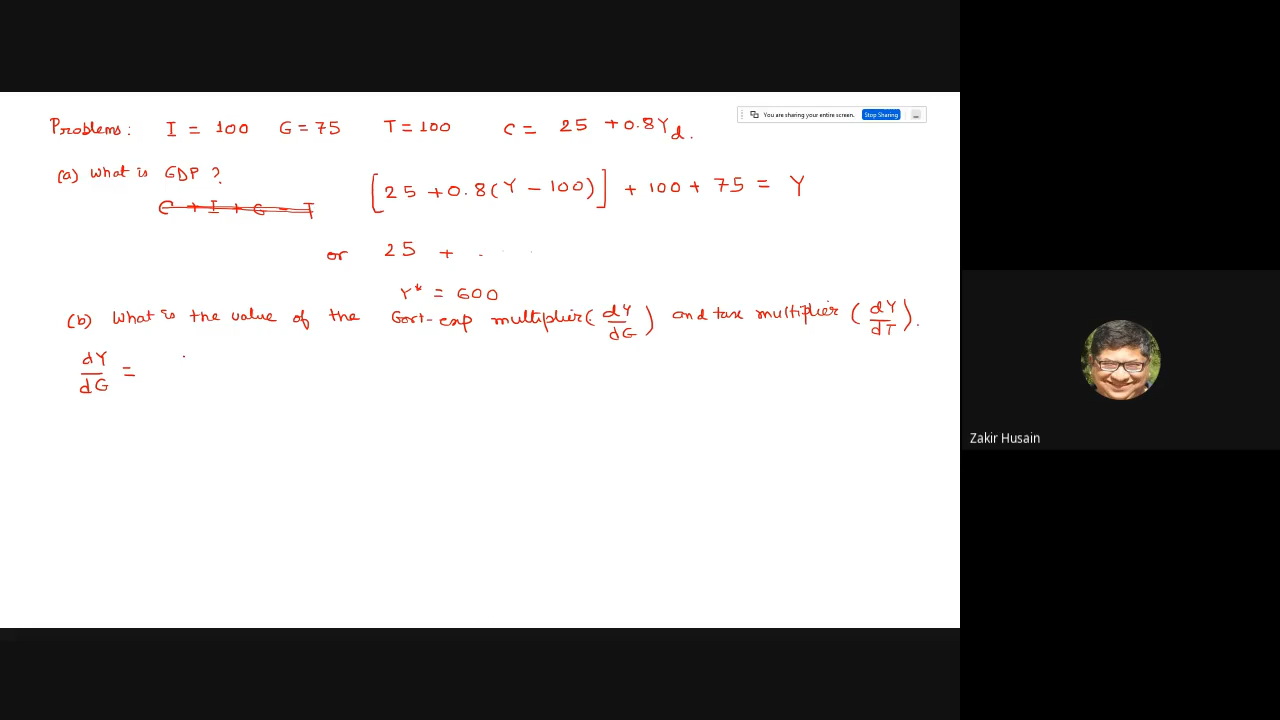 Problems: I = 100 G = 75 T = 100 C = 25 + 0.8Yd.
You are sharing your entire screen. Stop Sharing
(a) What is GDP?
[25 + 0.8(Y - 100)] + 100 + 75 = Y
C + I + G - T
or 25 + . . .
Y* = 600
(b) What is the value of the Govt-exp multiplier (dY/dG) and tax multiplier (dY/dT).
dY/dG =
Zakir Husain